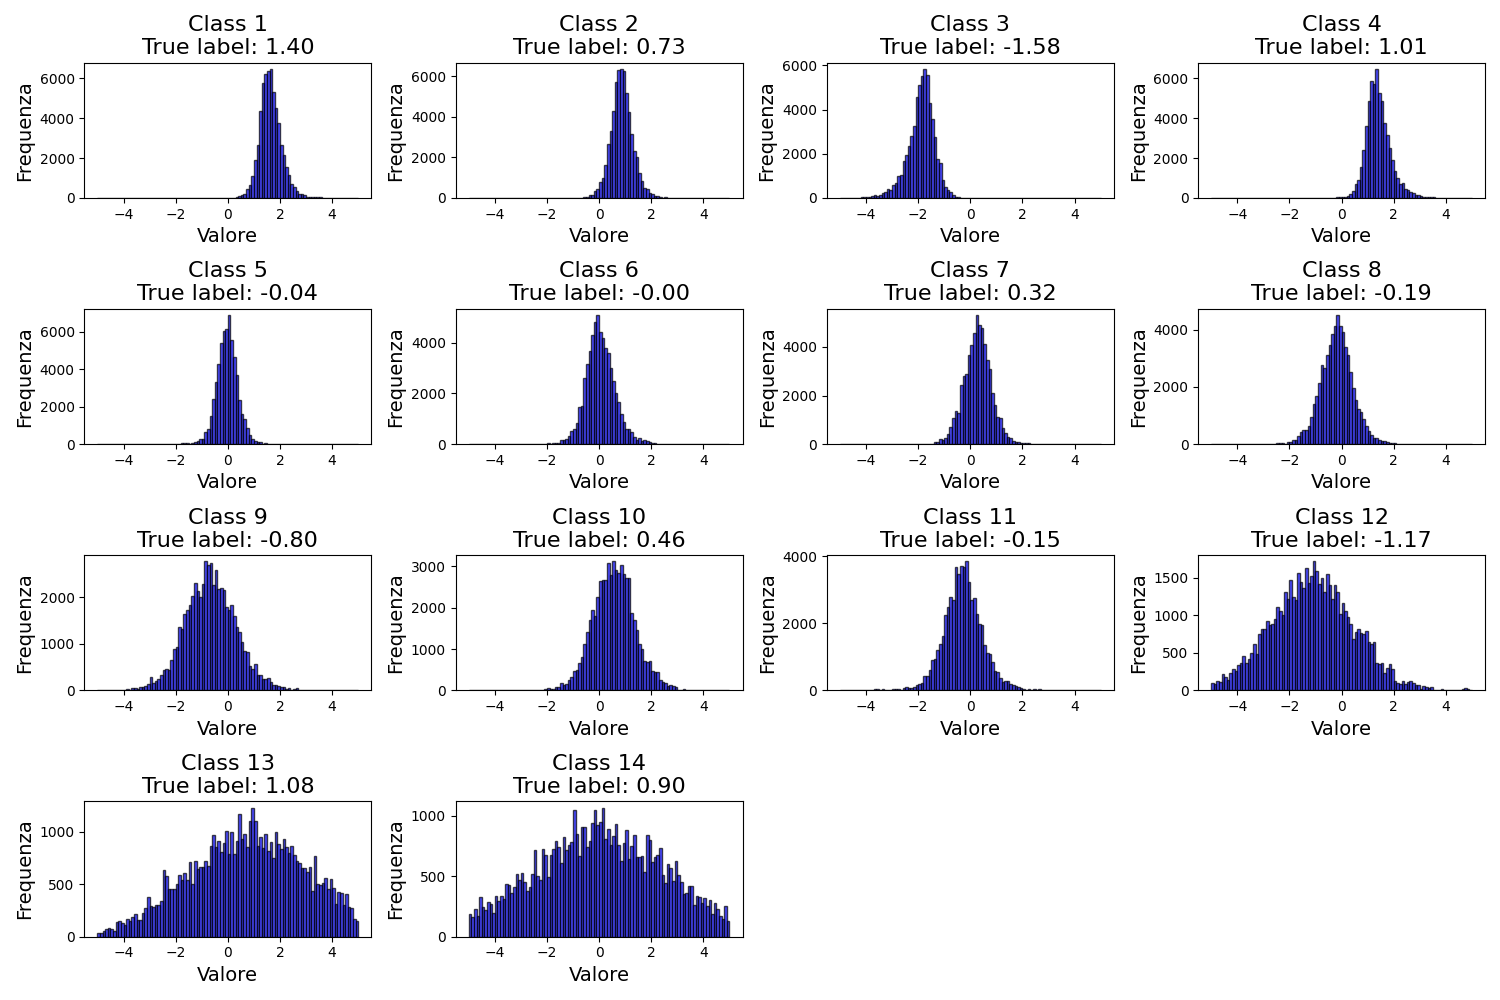 Class 1
True label: 1.40
Frequenza
6000
4000
2000
0
−4 −2 0 2 4
Valore
Class 2
True label: 0.73
Frequenza
6000
4000
2000
0
−4 −2 0 2 4
Valore
Class 3
True label: -1.58
Frequenza
6000
4000
2000
0
−4 −2 0 2 4
Valore
Class 4
True label: 1.01
Frequenza
6000
4000
2000
0
−4 −2 0 2 4
Valore
Class 5
True label: -0.04
Frequenza
6000
4000
2000
0
−4 −2 0 2 4
Valore
Class 6
True label: -0.00
Frequenza
4000
2000
0
−4 −2 0 2 4
Valore
Class 7
True label: 0.32
Frequenza
4000
2000
0
−4 −2 0 2 4
Valore
Class 8
True label: -0.19
Frequenza
4000
2000
0
−4 −2 0 2 4
Valore
Class 9
True label: -0.80
Frequenza
2000
1000
0
−4 −2 0 2 4
Valore
Class 10
True label: 0.46
Frequenza
3000
2000
1000
0
−4 −2 0 2 4
Valore
Class 11
True label: -0.15
Frequenza
4000
2000
0
−4 −2 0 2 4
Valore
Class 12
True label: -1.17
Frequenza
1500
1000
500
0
−4 −2 0 2 4
Valore
Class 13
True label: 1.08
Frequenza
1000
500
0
−4 −2 0 2 4
Valore
Class 14
True label: 0.90
Frequenza
1000
500
0
−4 −2 0 2 4
Valore